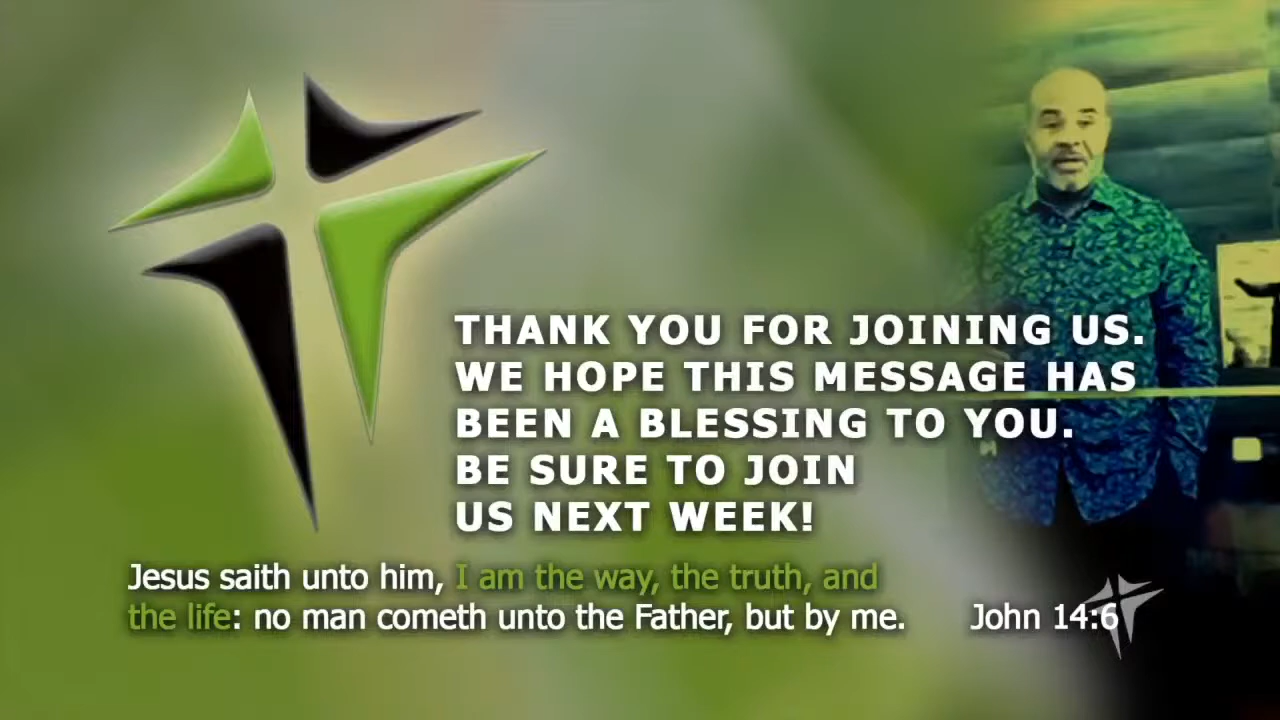 THANK YOU FOR JOINING US.
WE HOPE THIS MESSAGE HAS
BEEN A BLESSING TO YOU.
BE SURE TO JOIN
US NEXT WEEK!
Jesus saith unto him, I am the way, the truth, and
the life: no man cometh unto the Father, but by me. John 14:6